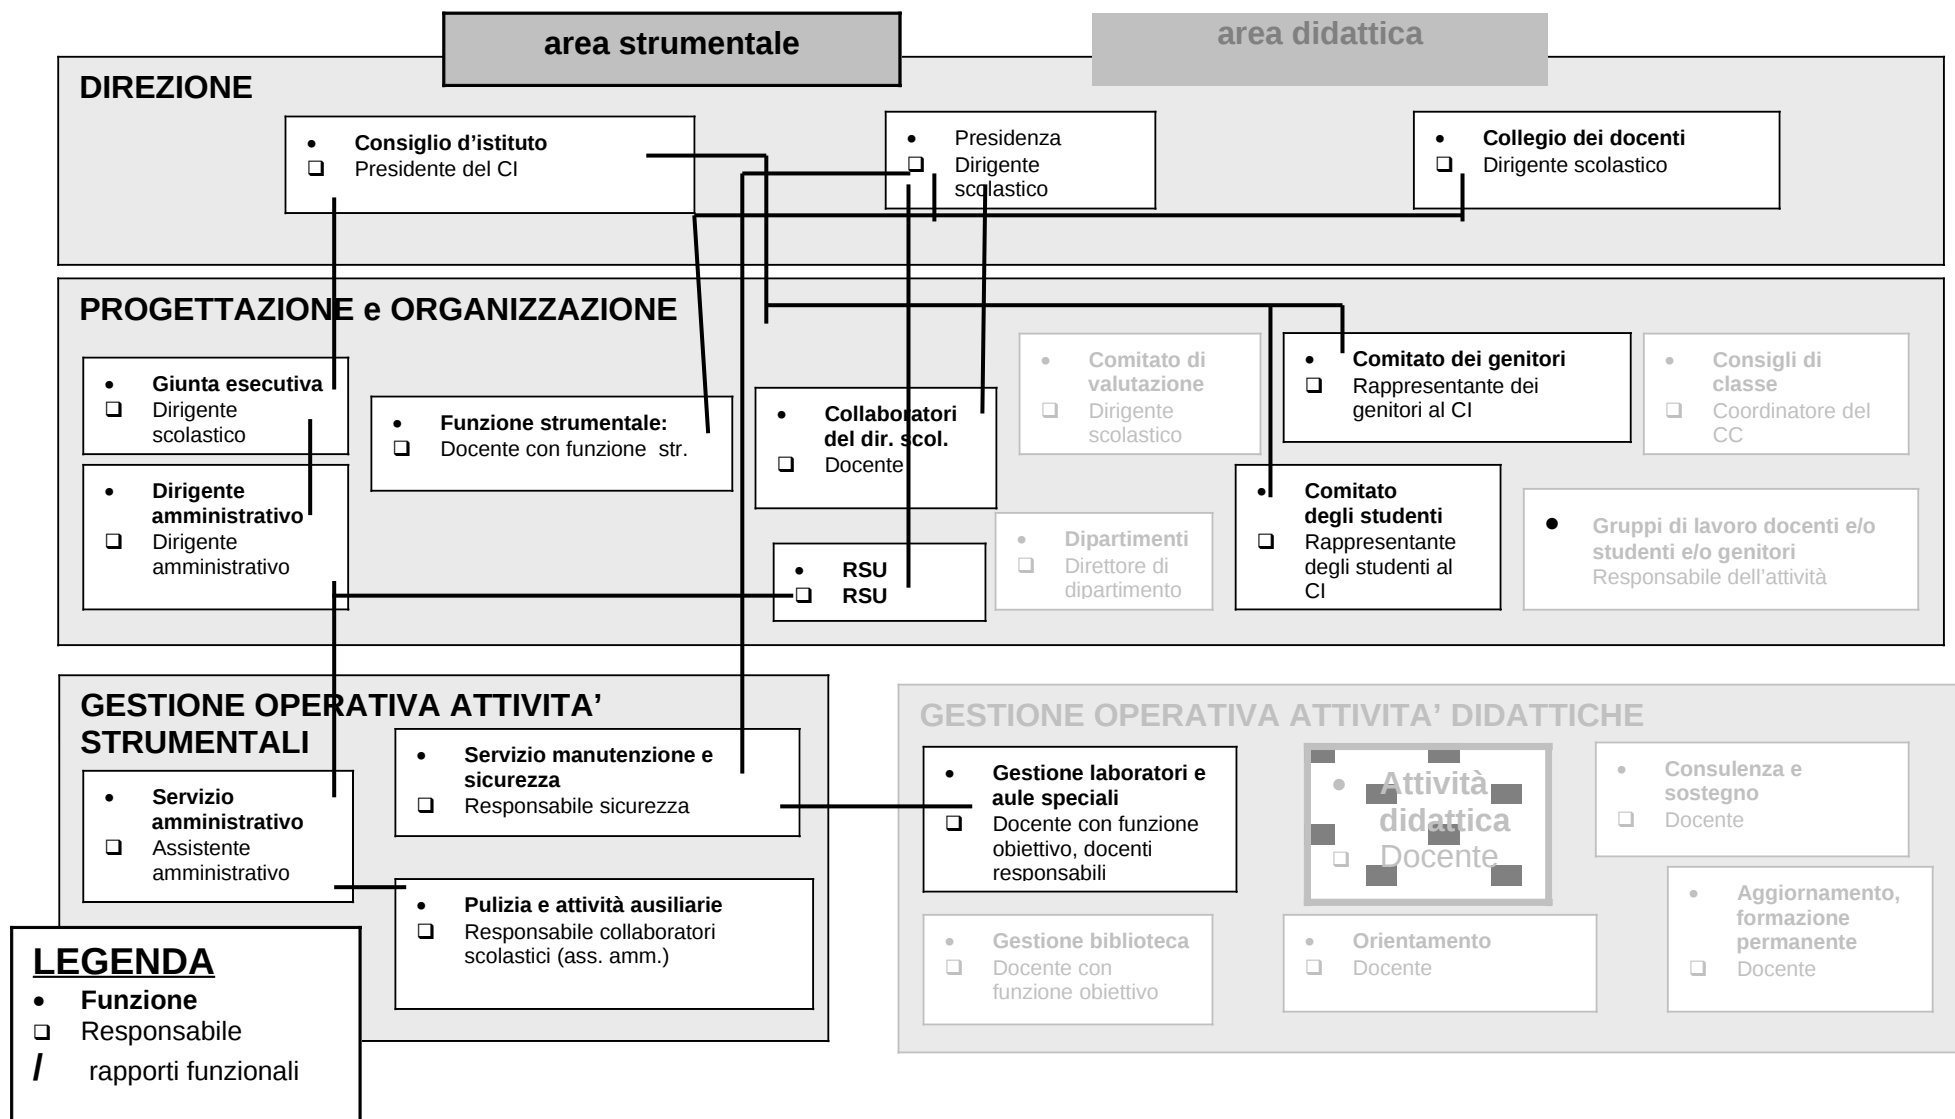 area strumentale
area didattica
DIREZIONE
• Consiglio d’istituto
❑ Presidente del CI
• Presidenza
❑ Dirigente
scolastico
• Collegio dei docenti
❑ Dirigente scolastico
PROGETTAZIONE e ORGANIZZAZIONE
• Giunta esecutiva
❑ Dirigente
scolastico
• Funzione strumentale:
❑ Docente con funzione str.
• Collaboratori
del dir. scol.
❑ Docente
• Comitato di
valutazione
❑ Dirigente
scolastico
• Comitato dei genitori
❑ Rappresentante dei
genitori al CI
• Consigli di
classe
❑ Coordinatore del
CC
• Dirigente
amministrativo
❑ Dirigente
amministrativo
• RSU
❑ RSU
• Dipartimenti
❑ Direttore di
dipartimento
• Comitato
degli studenti
❑ Rappresentante
degli studenti al
CI
• Gruppi di lavoro docenti e/o
studenti e/o genitori
Responsabile dell’attività
GESTIONE OPERATIVA ATTIVITA’
STRUMENTALI
• Servizio manutenzione e
sicurezza
❑ Responsabile sicurezza
• Servizio
amministrativo
❑ Assistente
amministrativo
• Pulizia e attività ausiliarie
❑ Responsabile collaboratori
scolastici (ass. amm.)
GESTIONE OPERATIVA ATTIVITA’ DIDATTICHE
• Gestione laboratori e
aule speciali
❑ Docente con funzione
obiettivo, docenti
responsabili
• Attività
didattica
❑ Docente
• Consulenza e
sostegno
❑ Docente
• Gestione biblioteca
❑ Docente con
funzione obiettivo
• Orientamento
❑ Docente
• Aggiornamento,
formazione
permanente
❑ Docente
LEGENDA
• Funzione
❑ Responsabile
/ rapporti funzionali